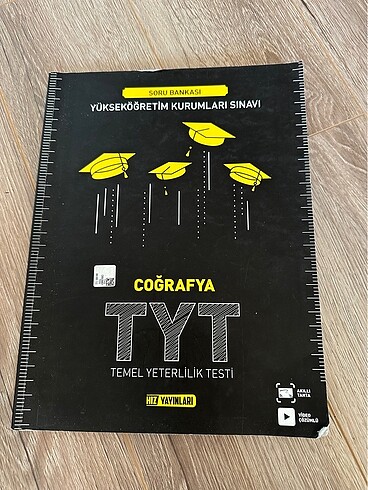 SORU BANKASI
YÜKSEKÖĞRETİM KURUMLARI SINAVI
COĞRAFYA
TYT
TEMEL YETERLİLİK TESTİ
HIZ YAYINLARI
AKILLI
TAHTA
VİDEO
ÇÖZÜMLÜ